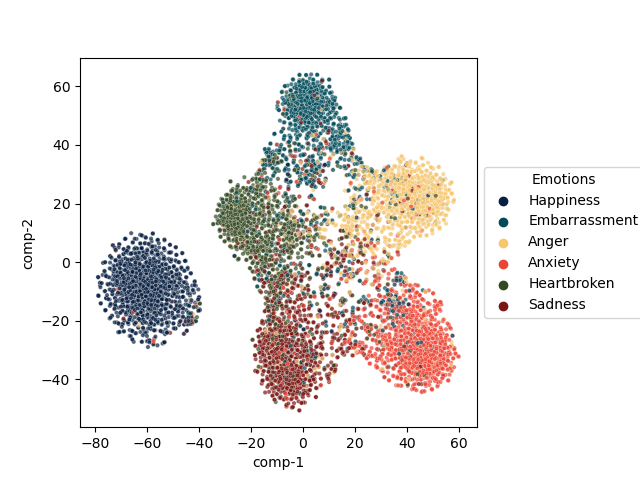 60
40
20
0
−20
−40
comp-2
−80
−60
−40
−20
0
20
40
60
comp-1
Emotions
Happiness
Embarrassment
Anger
Anxiety
Heartbroken
Sadness